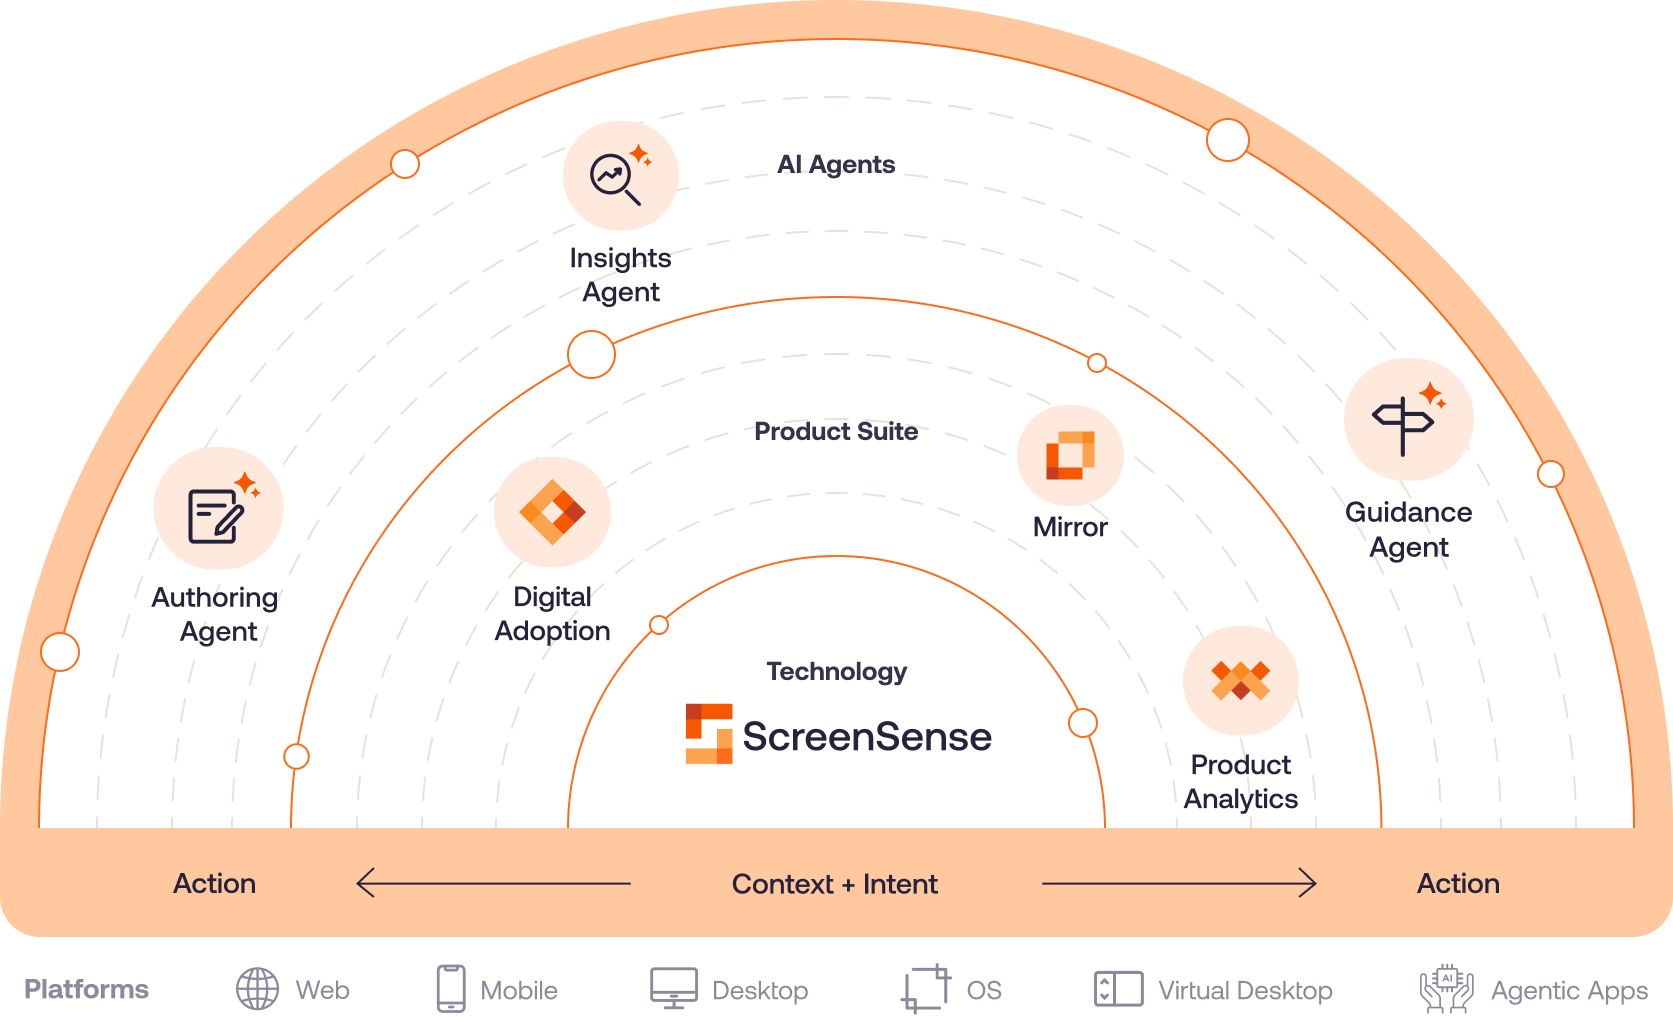 AI Agents
Insights
Agent
Product Suite
Guidance
Agent
Mirror
Authoring
Agent
Digital
Adoption
Technology
ScreenSense
Product
Analytics
Action
Context + Intent
Action
Platforms
Web
Mobile
Desktop
OS
Virtual Desktop
AI
Agentic Apps